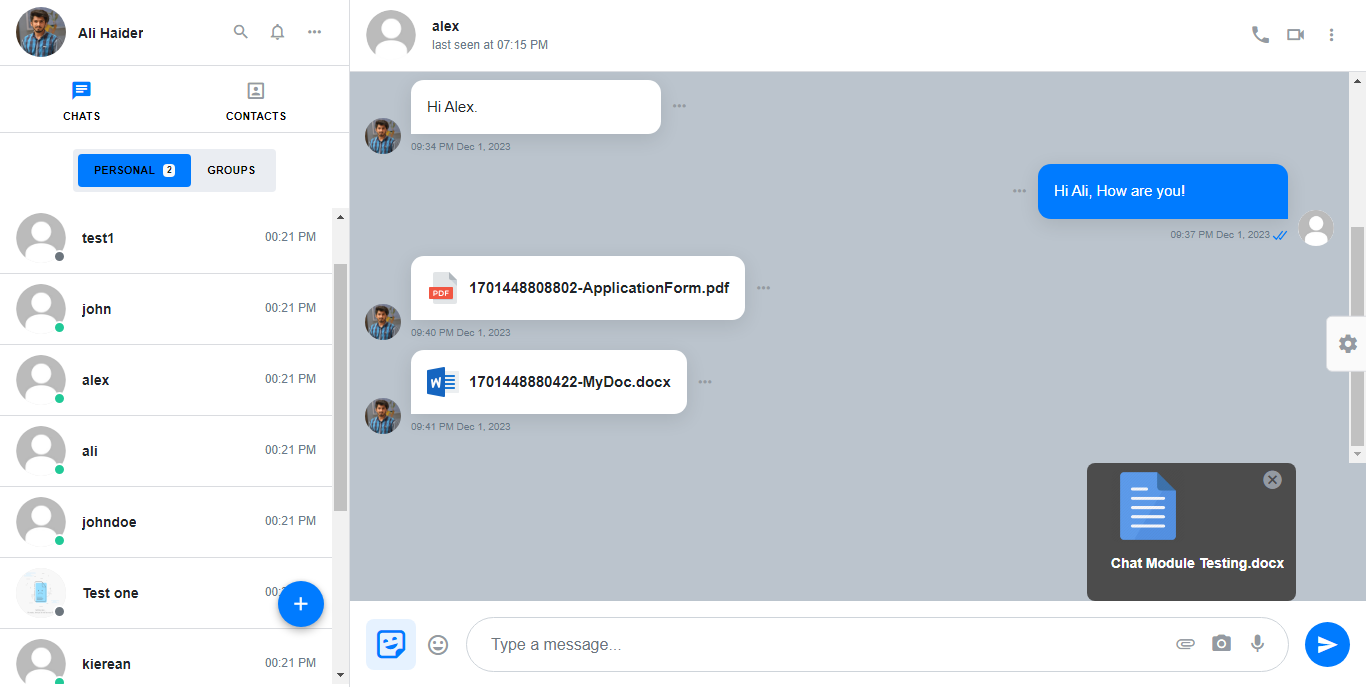 Ali Haider
CHATS
CONTACTS
PERSONAL 2
GROUPS
test1
00:21 PM
john
00:21 PM
alex
00:21 PM
ali
00:21 PM
johndoe
00:21 PM
Test one
00:
kierean
00:21 PM
alex
last seen at 07:15 PM
Hi Alex.
09:34 PM Dec 1, 2023
Hi Ali, How are you!
09:37 PM Dec 1, 2023
PDF
1701448808802-ApplicationForm.pdf
09:40 PM Dec 1, 2023
W
1701448880422-MyDoc.docx
09:41 PM Dec 1, 2023
Chat Module Testing.docx
Type a message...